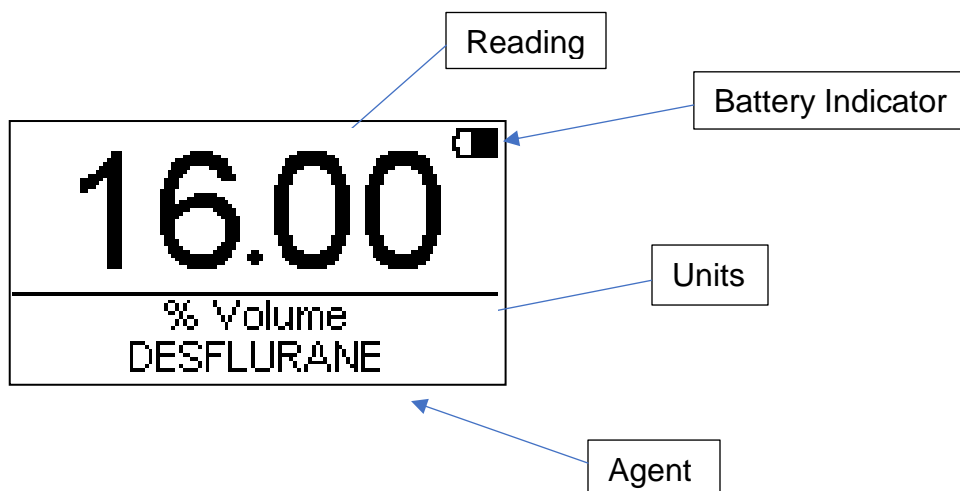 Reading
Battery Indicator
16.00
Units
% Volume
DESFLURANE
Agent